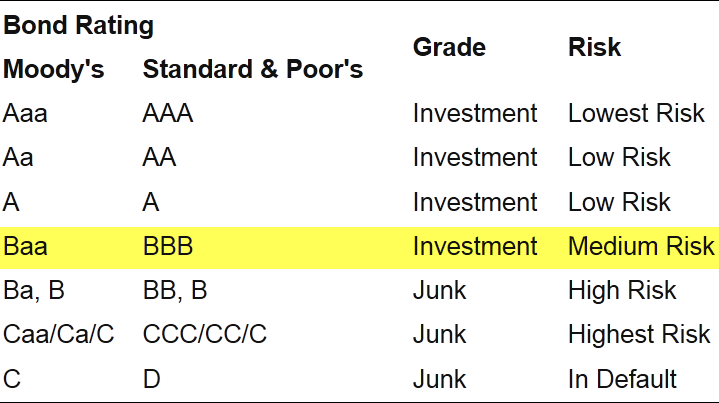 Bond Rating
Grade Risk
Moody's Standard & Poor's
Aaa AAA Investment Lowest Risk
Aa AA Investment Low Risk
A A Investment Low Risk
Baa BBB Investment Medium Risk
Ba, B BB, B Junk High Risk
Caa/Ca/C CCC/CC/C Junk Highest Risk
C D Junk In Default